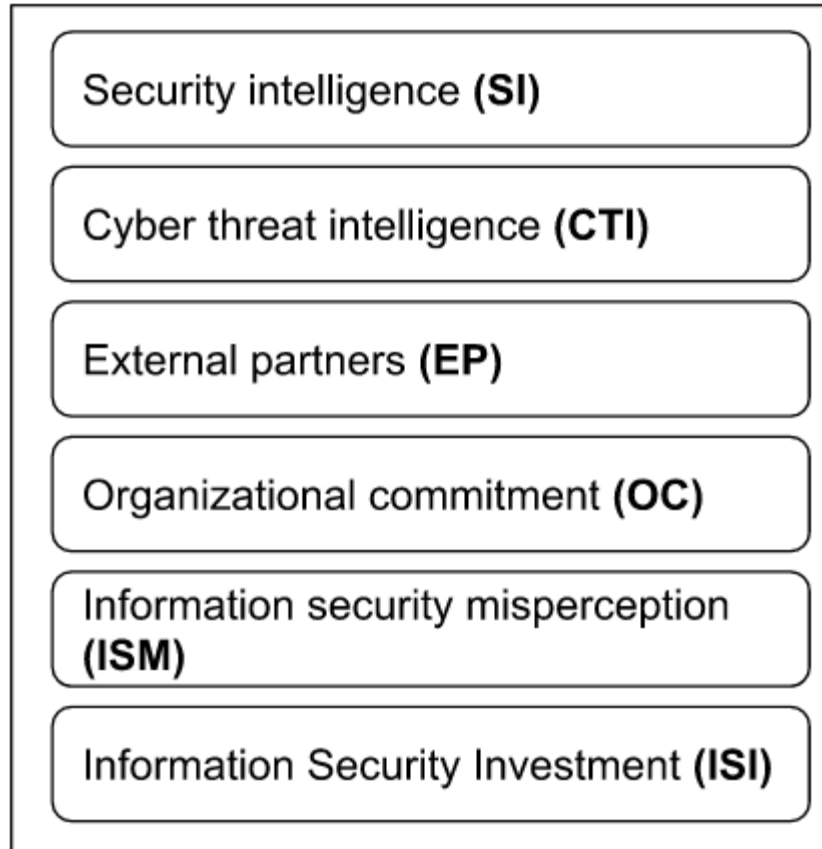 Security intelligence (SI)
Cyber threat intelligence (CTI)
External partners (EP)
Organizational commitment (OC)
Information security misperception
(ISM)
Information Security Investment (ISI)